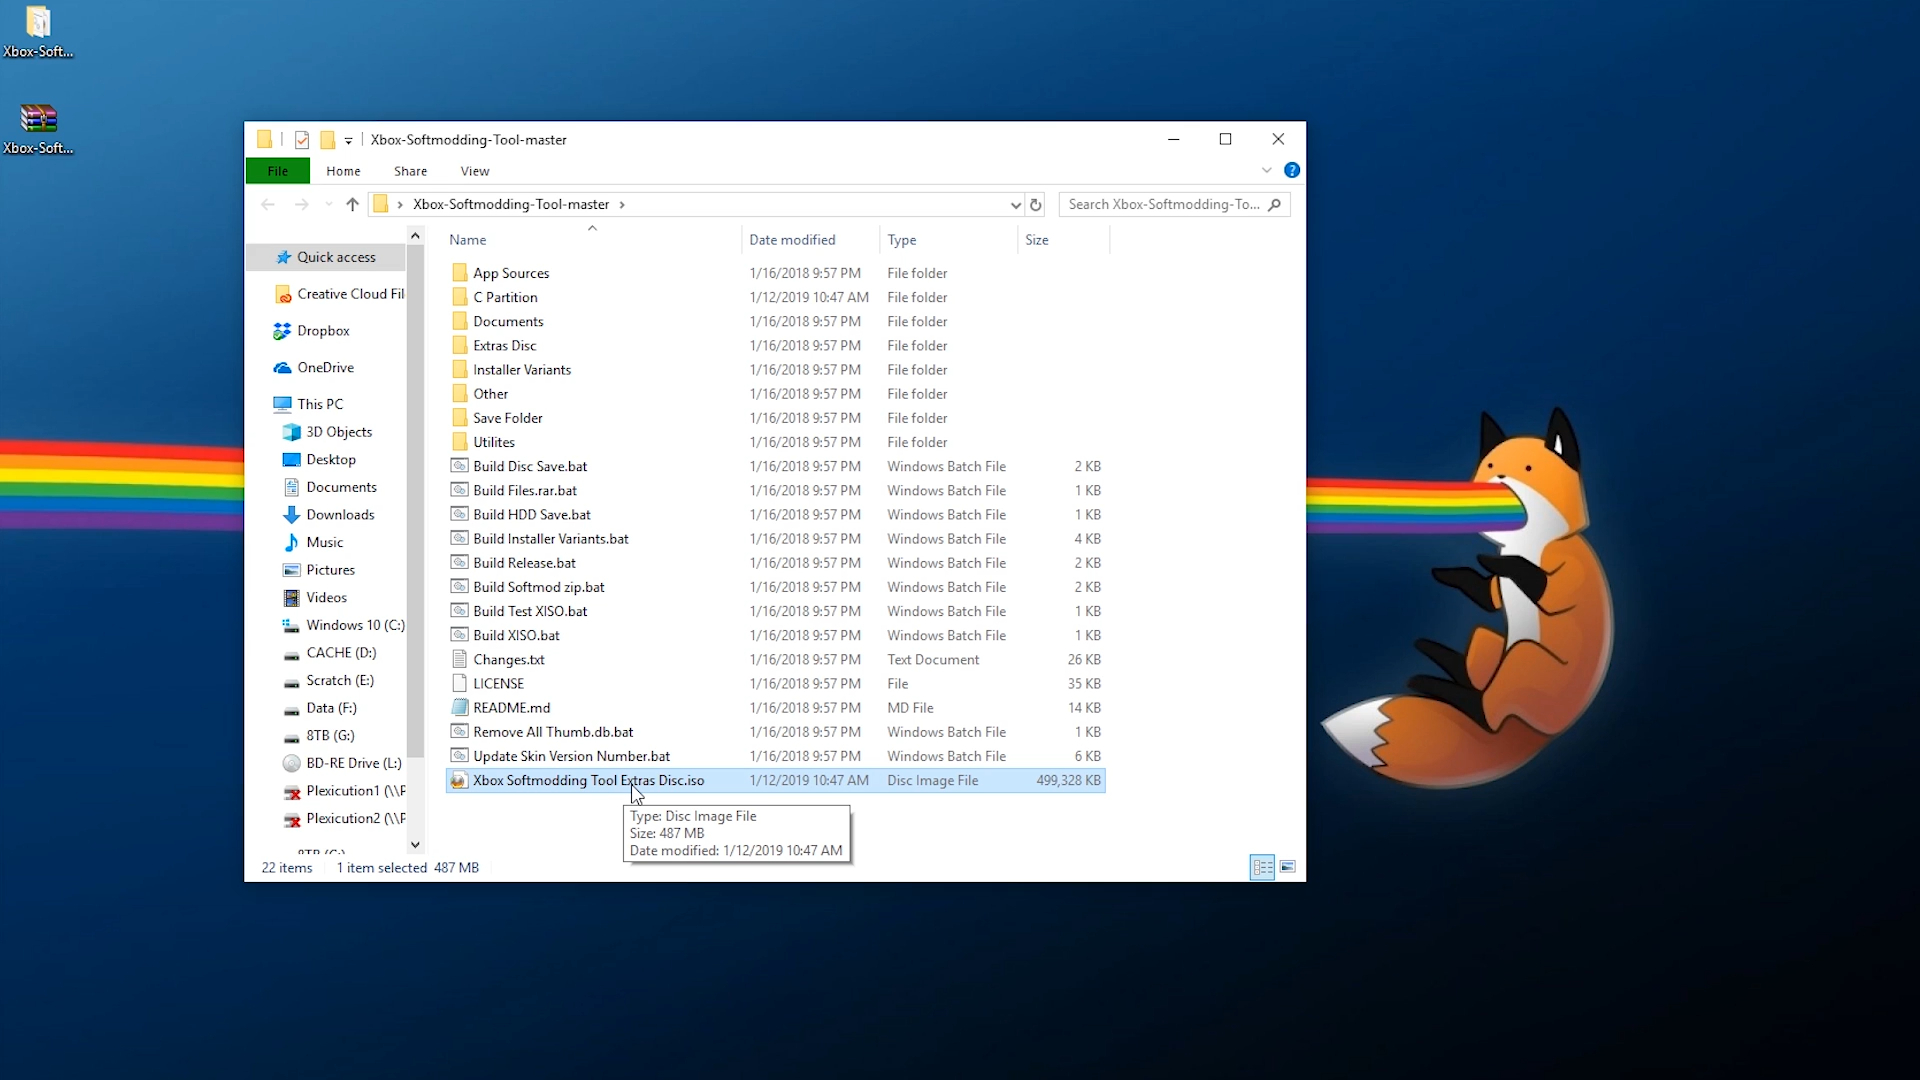 Xbox-Soft...
Xbox-Soft...
Xbox-Softmodding-Tool-master
File Home Share View
Xbox-Softmodding-Tool-master
Search Xbox-Softmodding-To...
Name Date modified Type Size
Quick access
Creative Cloud Fil
Dropbox
OneDrive
This PC
3D Objects
Desktop
Documents
Downloads
Music
Pictures
Videos
Windows 10 (C:)
CACHE (D:)
Scratch (E:)
Data (F:)
8TB (G:)
BD-RE Drive (L:)
Plexicution1 (\\P
Plexicution2 (\\P
8TB (G:)
App Sources 1/16/2018 9:57 PM File folder
C Partition 1/12/2019 10:47 AM File folder
Documents 1/16/2018 9:57 PM File folder
Extras Disc 1/16/2018 9:57 PM File folder
Installer Variants 1/16/2018 9:57 PM File folder
Other 1/16/2018 9:57 PM File folder
Save Folder 1/16/2018 9:57 PM File folder
Utilites 1/16/2018 9:57 PM File folder
Build Disc Save.bat 1/16/2018 9:57 PM Windows Batch File 2 KB
Build Files.rar.bat 1/16/2018 9:57 PM Windows Batch File 1 KB
Build HDD Save.bat 1/16/2018 9:57 PM Windows Batch File 1 KB
Build Installer Variants.bat 1/16/2018 9:57 PM Windows Batch File 4 KB
Build Release.bat 1/16/2018 9:57 PM Windows Batch File 2 KB
Build Softmod zip.bat 1/16/2018 9:57 PM Windows Batch File 2 KB
Build Test XISO.bat 1/16/2018 9:57 PM Windows Batch File 1 KB
Build XISO.bat 1/16/2018 9:57 PM Windows Batch File 1 KB
Changes.txt 1/16/2018 9:57 PM Text Document 26 KB
LICENSE 1/16/2018 9:57 PM File 35 KB
README.md 1/16/2018 9:57 PM MD File 14 KB
Remove All Thumb.db.bat 1/16/2018 9:57 PM Windows Batch File 1 KB
Update Skin Version Number.bat 1/16/2018 9:57 PM Windows Batch File 6 KB
Xbox Softmodding Tool Extras Disc.iso 1/12/2019 10:47 AM Disc Image File 499,328 KB
Type: Disc Image File
Size: 487 MB
Date modified: 1/12/2019 10:47 AM
22 items 1 item selected 487 MB